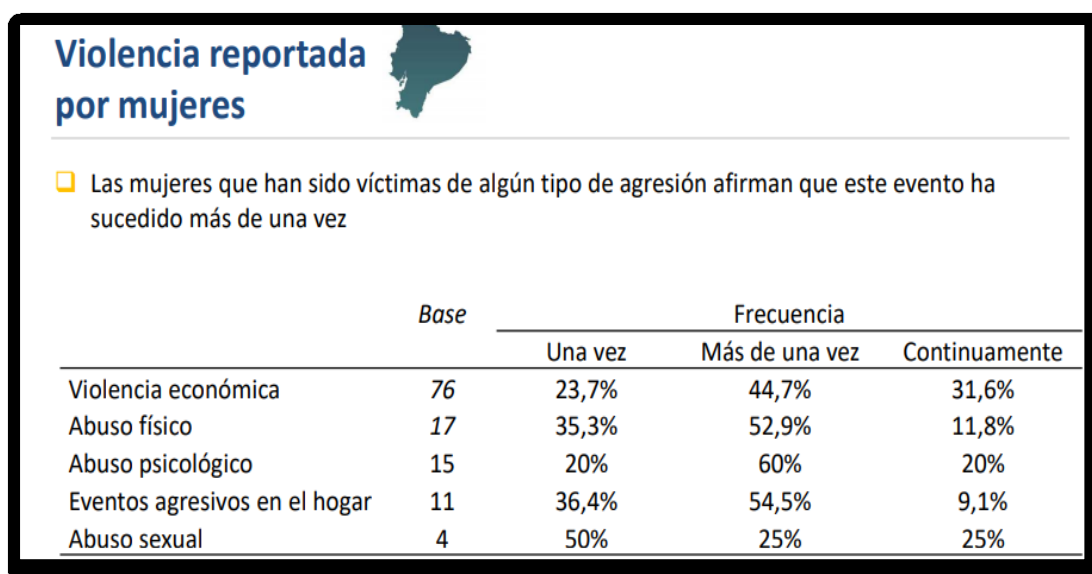 Violencia reportada
por mujeres
Las mujeres que han sido víctimas de algún tipo de agresión afirman que este evento ha
sucedido más de una vez
Base Frecuencia
Una vez Más de una vez Continuamente
Violencia económica 76 23,7% 44,7% 31,6%
Abuso físico 17 35,3% 52,9% 11,8%
Abuso psicológico 15 20% 60% 20%
Eventos agresivos en el hogar 11 36,4% 54,5% 9,1%
Abuso sexual 4 50% 25% 25%